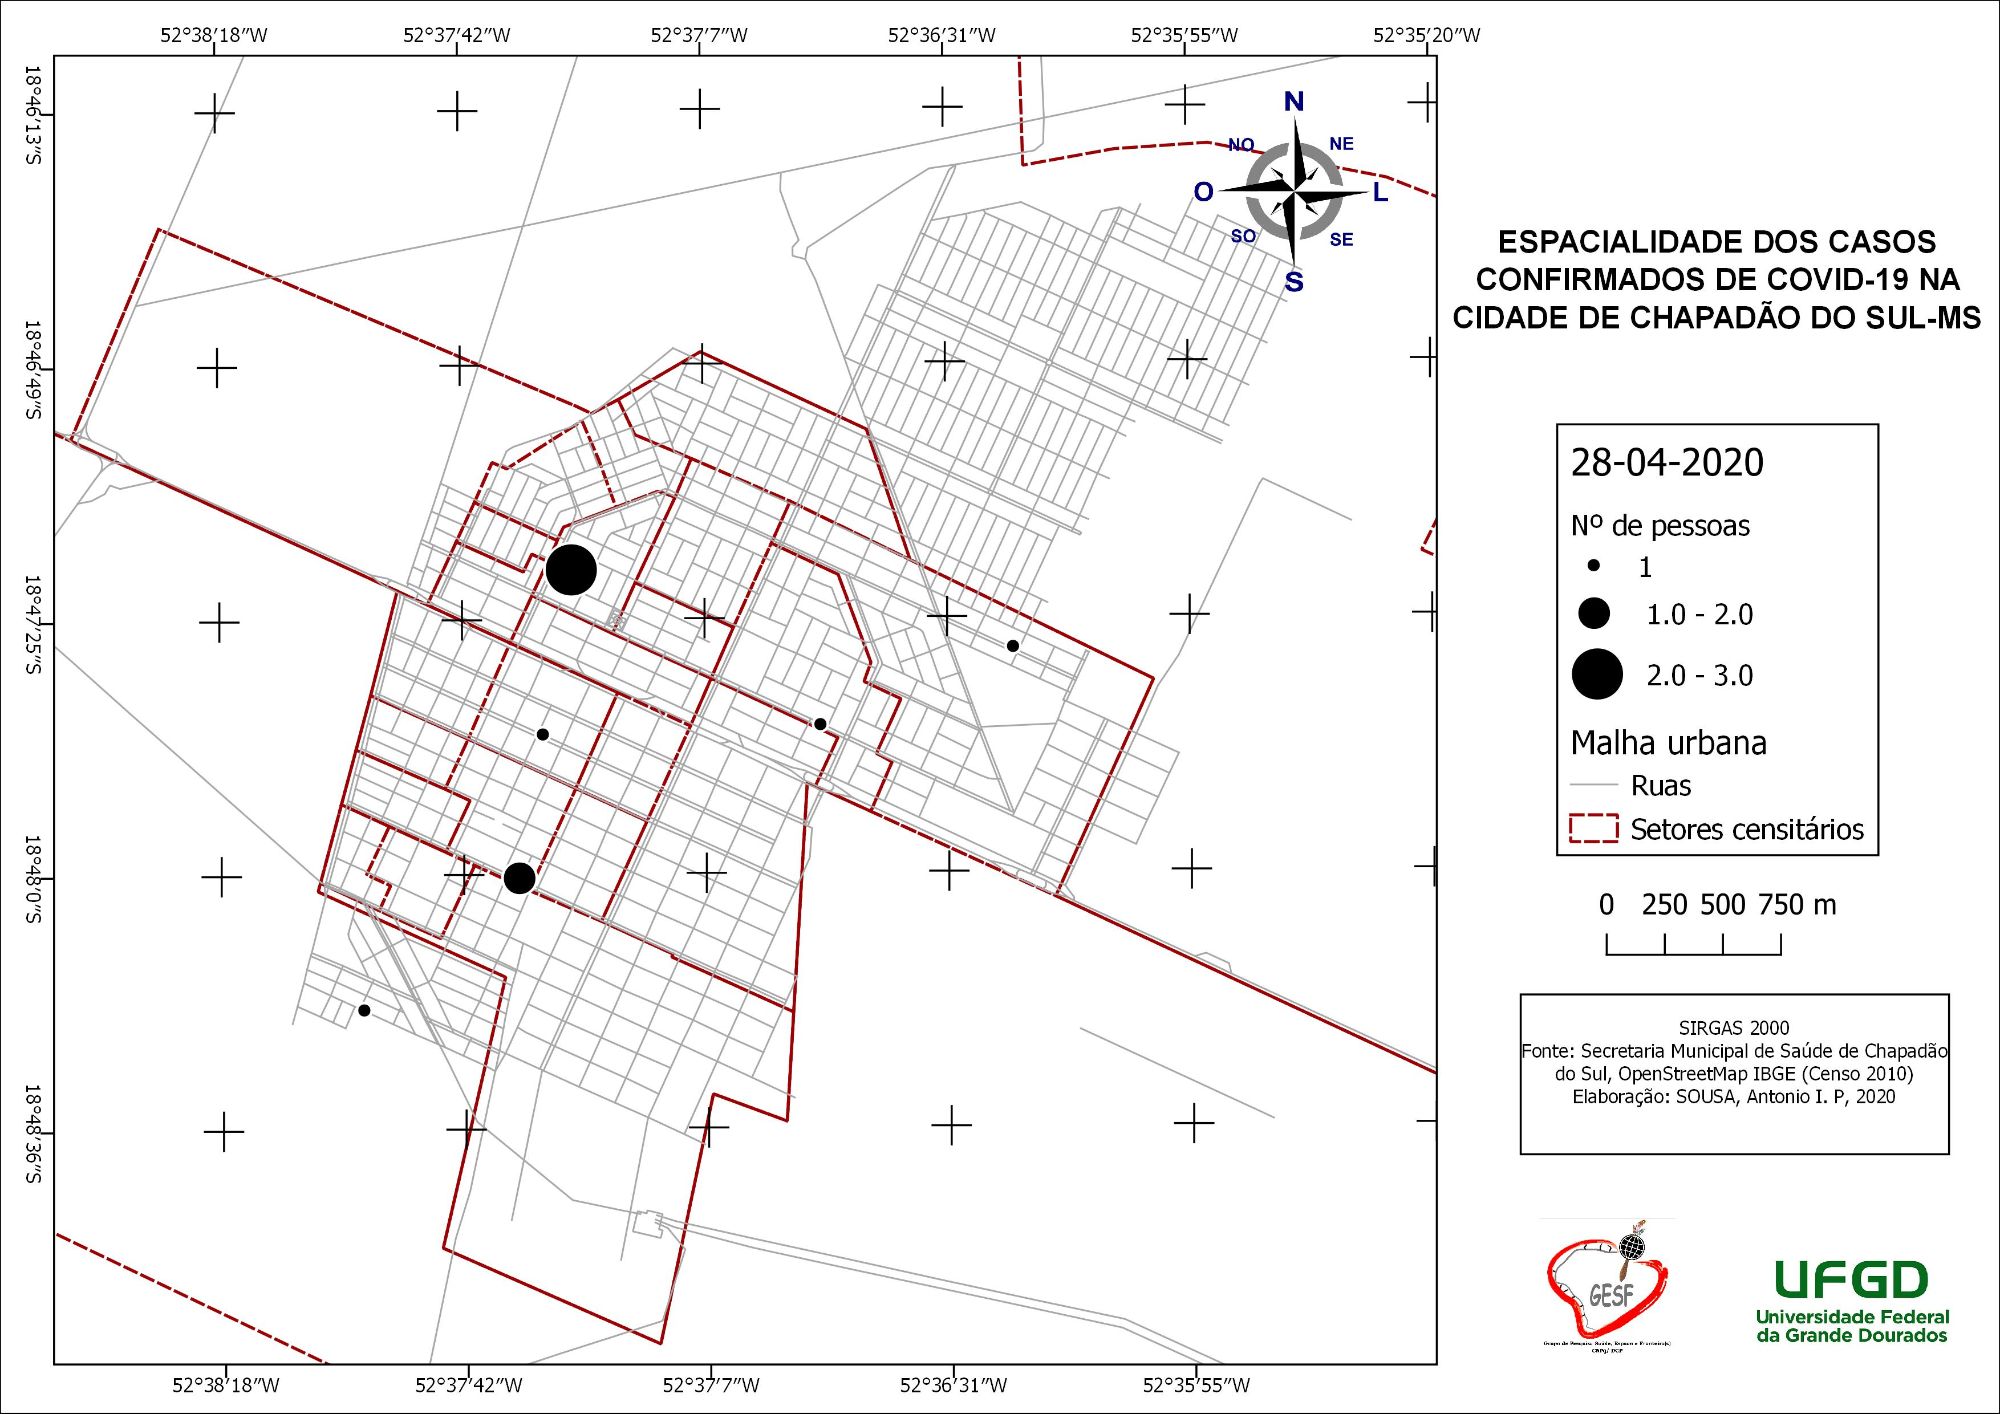 52°38′18″W 52°37′42″W 52°37′7″W 52°36′31″W 52°35′55″W 52°35′20″W
18°46′13″S
18°46′49″S
18°47′25″S
18°48′0″S
18°48′36″S
N
NO NE
O L
SO SE
S
52°38′18″W 52°37′42″W 52°37′7″W 52°36′31″W 52°35′55″W
ESPACIALIDADE DOS CASOS
CONFIRMADOS DE COVID-19 NA
CIDADE DE CHAPADÃO DO SUL-MS
28-04-2020
Nº de pessoas
1
1.0 - 2.0
2.0 - 3.0
Malha urbana
Ruas
Setores censitários
0 250 500 750 m
SIRGAS 2000
Fonte: Secretaria Municipal de Saúde de Chapadão
do Sul, OpenStreetMap IBGE (Censo 2010)
Elaboração: SOUSA, Antonio I. P, 2020
GESF
Grupo de Pesquisa Saúde, Espaço e Fronteira(s)
UFGD
Universidade Federal
da Grande Dourados